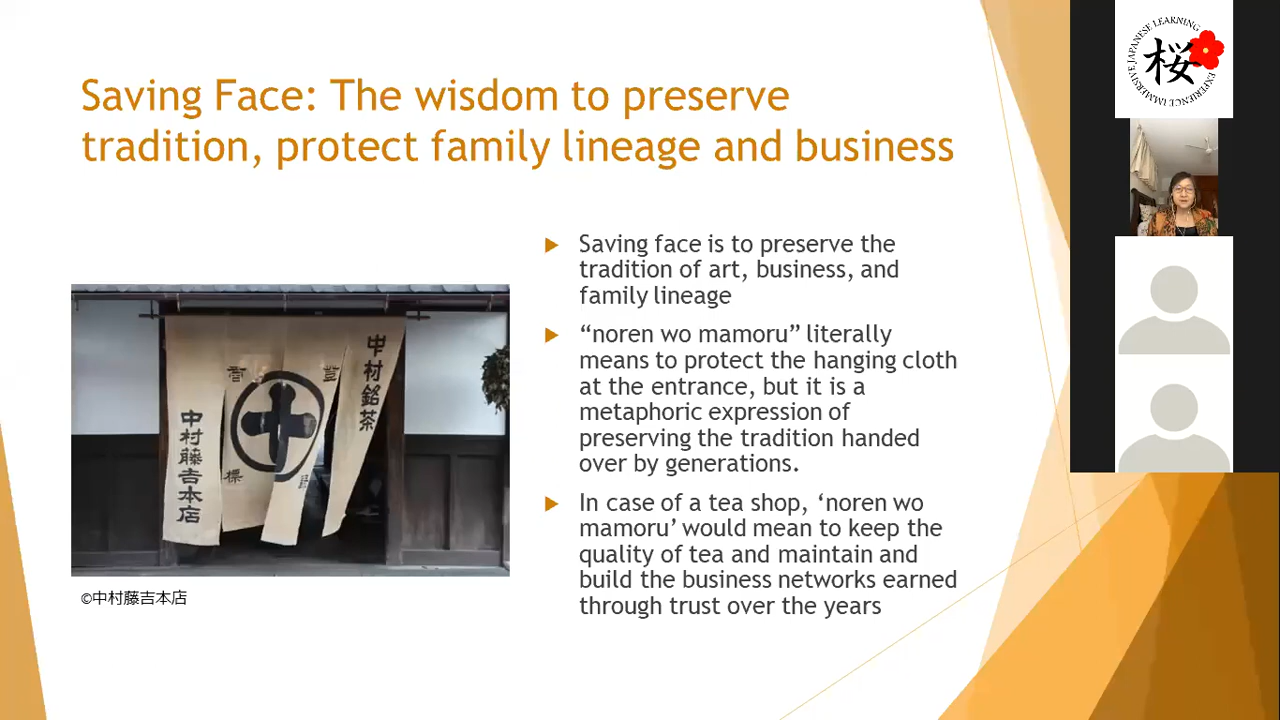 Saving Face: The wisdom to preserve
tradition, protect family lineage and business
Saving face is to preserve the
tradition of art, business, and
family lineage
“noren wo mamoru” literally
means to protect the hanging cloth
at the entrance, but it is a
metaphoric expression of
preserving the tradition handed
over by generations.
In case of a tea shop, ‘noren wo
mamoru’ would mean to keep the
quality of tea and maintain and
build the business networks earned
through trust over the years
中村銘茶
中村藤吉本店
©中村藤吉本店
桜
EXPERIENCE IMMERSIVE JAPANESE LEARNING